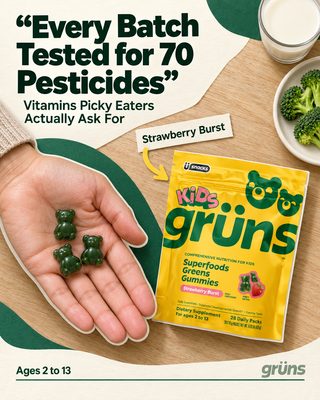 “Every Batch
Tested for 70
Pesticides”
Vitamins Picky Eaters
Actually Ask For
Strawberry Burst
SNACKS
KiDS
grüns
COMPREHENSIVE NUTRITION FOR KIDS
Superfoods
Greens
Gummies
Strawberry Burst
Dietary Supplement
For ages 2 to 13
28 Daily Packs
Ages 2 to 13
grüns